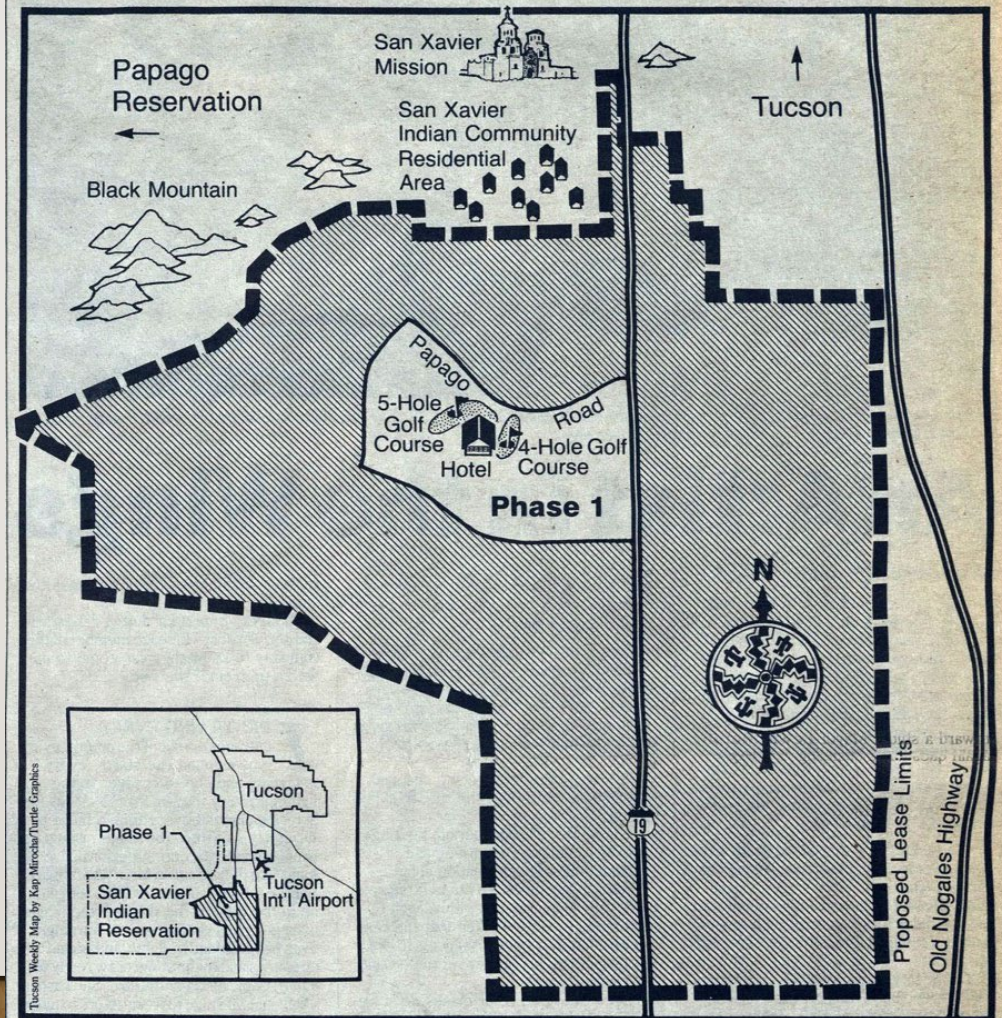 San Xavier
Mission
Papago
Reservation
Tucson
San Xavier
Indian Community
Residential
Area
Black Mountain
Papago
Road
5-Hole
Golf
Course
Hotel
4-Hole Golf
Course
Phase 1
N
19
Proposed Lease Limits
Old Nogales Highway
Tucson
Phase 1
Tucson
Int'l Airport
San Xavier
Indian
Reservation
Tucson Weekly Map by Kap Mirocha/Turtle Graphics